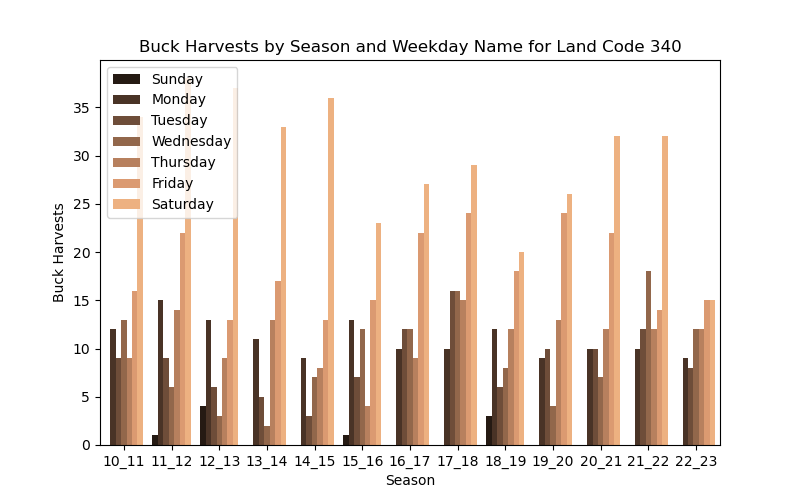 Buck Harvests by Season and Weekday Name for Land Code 340
Sunday
Monday
Tuesday
Wednesday
Thursday
Friday
Saturday
35
30
25
20
15
10
5
0
Buck Harvests
10_11 11_12 12_13 13_14 14_15 15_16 16_17 17_18 18_19 19_20 20_21 21_22 22_23
Season